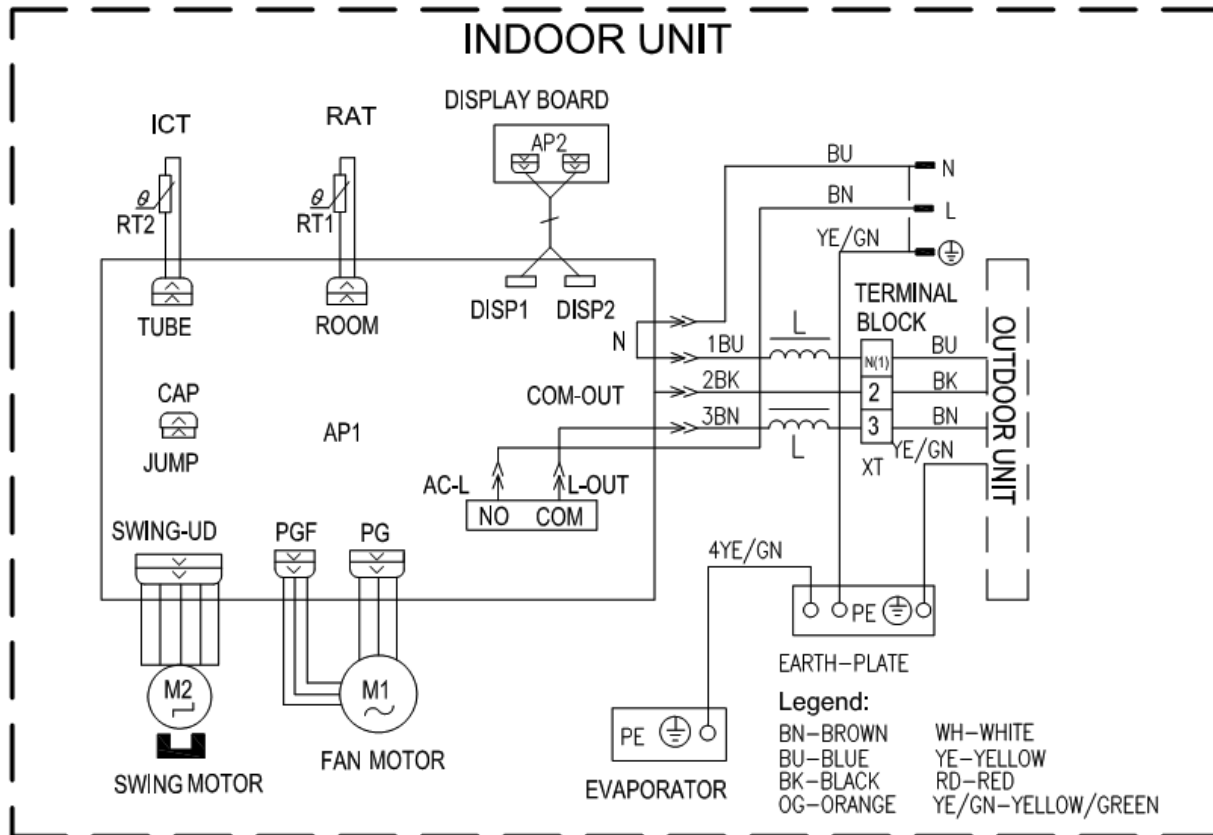 INDOOR UNIT
DISPLAY BOARD
ICT
RAT
AP2
BU
N
BN
L
θ
RT2
θ
RT1
YE/GN
TUBE
ROOM
DISP1
DISP2
TERMINAL
BLOCK
OUTDOOR UNIT
N
1BU
L
N(1)
BU
CAP
COM-OUT
2BK
2
BK
AP1
3BN
3
BN
JUMP
L
XT
YE/GN
AC-L
L-OUT
NO
COM
SWING-UD
PGF
PG
4YE/GN
PE
EARTH-PLATE
M2
M1
Legend:
PE
BN-BROWN WH-WHITE
FAN MOTOR
BU-BLUE YE-YELLOW
SWING MOTOR
EVAPORATOR
BK-BLACK RD-RED
OG-ORANGE YE/GN-YELLOW/GREEN